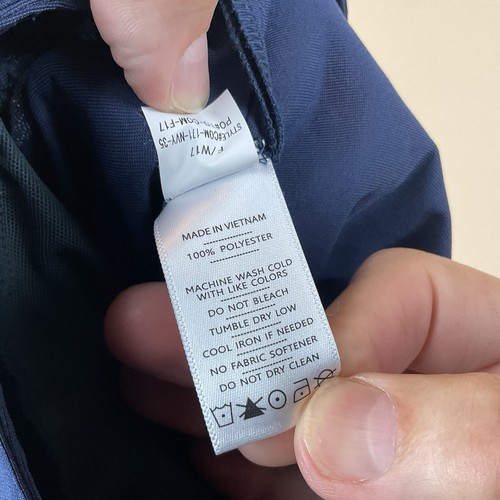 STYLE#COM-171-NVY-35
F/W17
MADE IN VIETNAM
100% POLYESTER
MACHINE WASH COLD
WITH LIKE COLORS
DO NOT BLEACH
TUMBLE DRY LOW
COOL IRON IF NEEDED
NO FABRIC SOFTENER
DO NOT DRY CLEAN